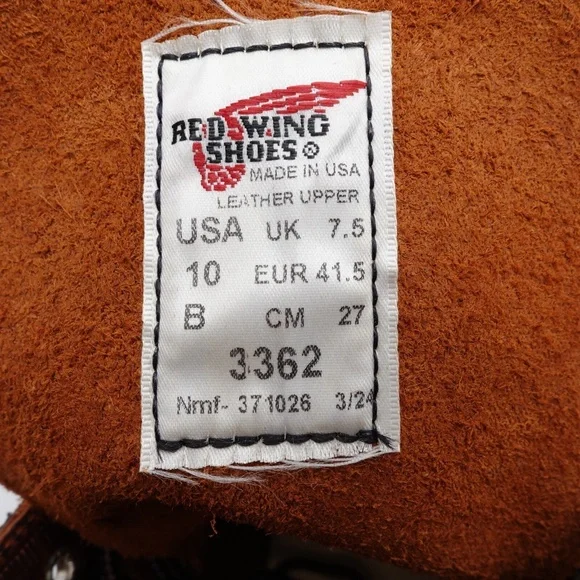 RED WING
SHOES®
MADE IN USA
LEATHER UPPER
USA UK 7.5
10 EUR 41.5
B CM 27
3362
Nmf- 371026 3/24